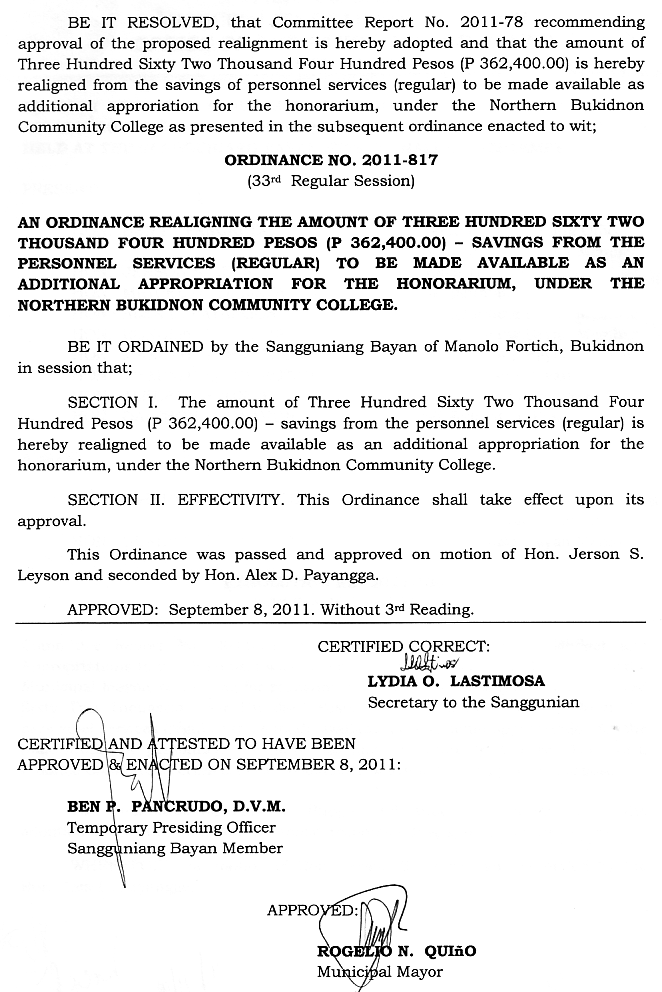 BE IT RESOLVED, that Committee Report No. 2011-78 recommending
approval of the proposed realignment is hereby adopted and that the amount of
Three Hundred Sixty Two Thousand Four Hundred Pesos (P 362,400.00) is hereby
realigned from the savings of personnel services (regular) to be made available as
additional approriation for the honorarium, under the Northern Bukidnon
Community College as presented in the subsequent ordinance enacted to wit;
ORDINANCE NO. 2011-817
(33rd Regular Session)
AN ORDINANCE REALIGNING THE AMOUNT OF THREE HUNDRED SIXTY TWO
THOUSAND FOUR HUNDRED PESOS (P 362,400.00) – SAVINGS FROM THE
PERSONNEL SERVICES (REGULAR) TO BE MADE AVAILABLE AS AN
ADDITIONAL APPROPRIATION FOR THE HONORARIUM, UNDER THE
NORTHERN BUKIDNON COMMUNITY COLLEGE.
BE IT ORDAINED by the Sangguniang Bayan of Manolo Fortich, Bukidnon
in session that;
SECTION I. The amount of Three Hundred Sixty Two Thousand Four
Hundred Pesos (P 362,400.00) – savings from the personnel services (regular) is
hereby realigned to be made available as an additional appropriation for the
honorarium, under the Northern Bukidnon Community College.
SECTION II. EFFECTIVITY. This Ordinance shall take effect upon its
approval.
This Ordinance was passed and approved on motion of Hon. Jerson S.
Leyson and seconded by Hon. Alex D. Payangga.
APPROVED: September 8, 2011. Without 3rd Reading.
CERTIFIED CORRECT:
LYDIA O. LASTIMOSA
Secretary to the Sanggunian
CERTIFIED AND ATTESTED TO HAVE BEEN
APPROVED & ENACTED ON SEPTEMBER 8, 2011:
BEN P. PANCRUDO, D.V.M.
Temporary Presiding Officer
Sangguniang Bayan Member
APPROVED:
ROGELIO N. QUIñO
Municipal Mayor